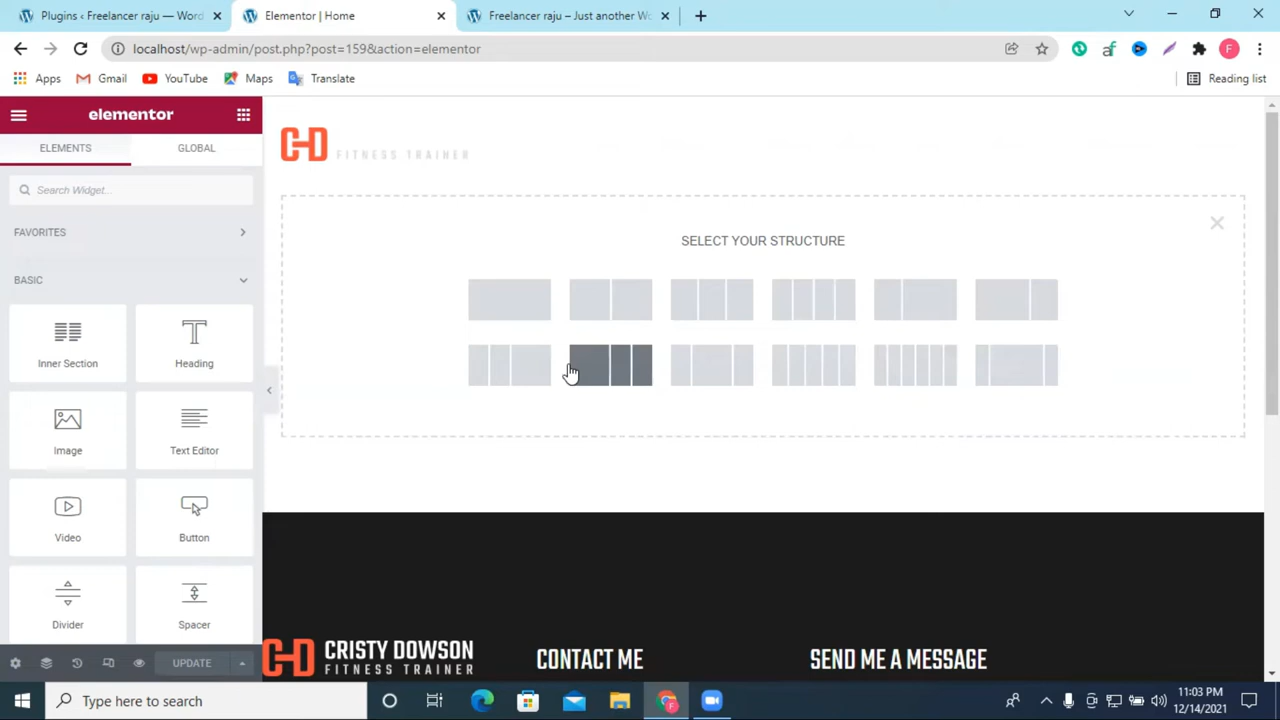 Plugins ‹ Freelancer raju — Word
Elementor | Home
Freelancer raju – Just another Wo
localhost/wp-admin/post.php?post=159&action=elementor
F
Apps
Gmail
YouTube
Maps
Translate
Reading list
elementor
ELEMENTS
GLOBAL
Search Widget...
FAVORITES
BASIC
Inner Section
Heading
Image
Text Editor
Video
Button
Divider
Spacer
UPDATE
FITNESS TRAINER
SELECT YOUR STRUCTURE
CRISTY DOWSON
FITNESS TRAINER
CONTACT ME
SEND ME A MESSAGE
Type here to search
11:03 PM
12/14/2021